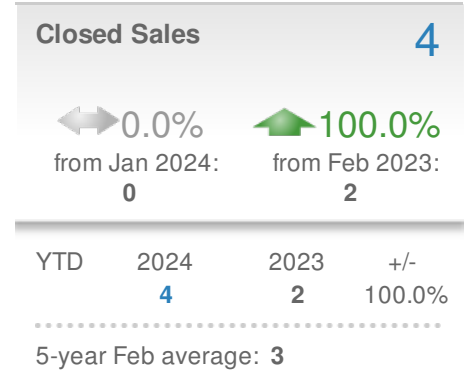 Closed Sales 4
0.0% 100.0%
from Jan 2024: from Feb 2023:
0 2
YTD 2024 2023 +/-
4 2 100.0%
5-year Feb average: 3